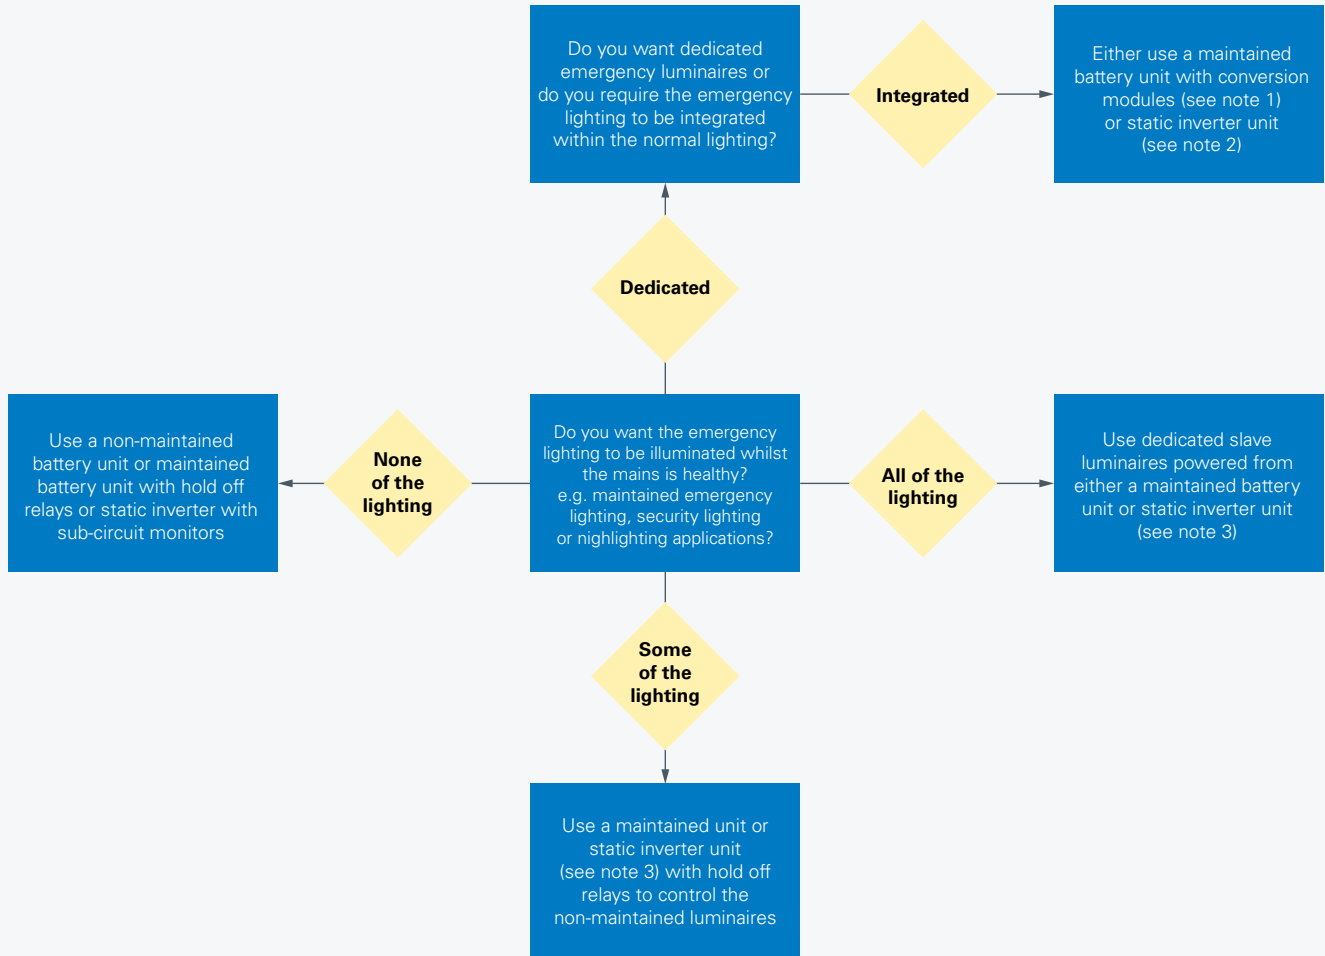 Do you want dedicated
emergency luminaires or
do you require the emergency
lighting to be integrated
within the normal lighting?
Integrated
Either use a maintained
battery unit with conversion
modules (see note 1)
or static inverter unit
(see note 2)
Dedicated
Use a non-maintained
battery unit or maintained
battery unit with hold off
relays or static inverter with
sub-circuit monitors
None
of the
lighting
Do you want the emergency
lighting to be illuminated whilst
the mains is healthy?
e.g. maintained emergency
lighting, security lighting
or nighlighting applications?
All of the
lighting
Use dedicated slave
luminaires powered from
either a maintained battery
unit or static inverter unit
(see note 3)
Some
of the
lighting
Use a maintained unit or
static inverter unit
(see note 3) with hold off
relays to control the
non-maintained luminaires